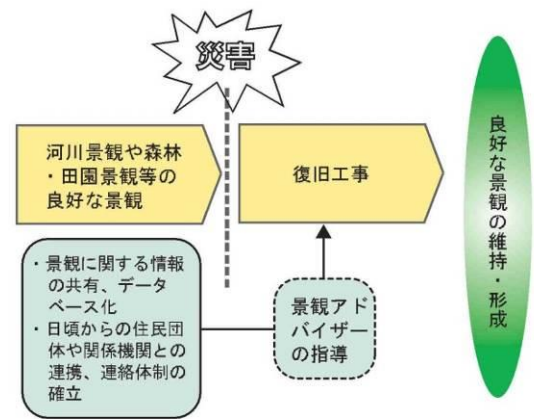 災害
河川景観や森林
・田園景観等の
良好な景観
復旧工事
・景観に関する情報
の共有、データ
ベース化
・日頃からの住民団
体や関係機関との
連携、連絡体制の
確立
景観アド
バイザー
の指導
良好な景観の維持・形成